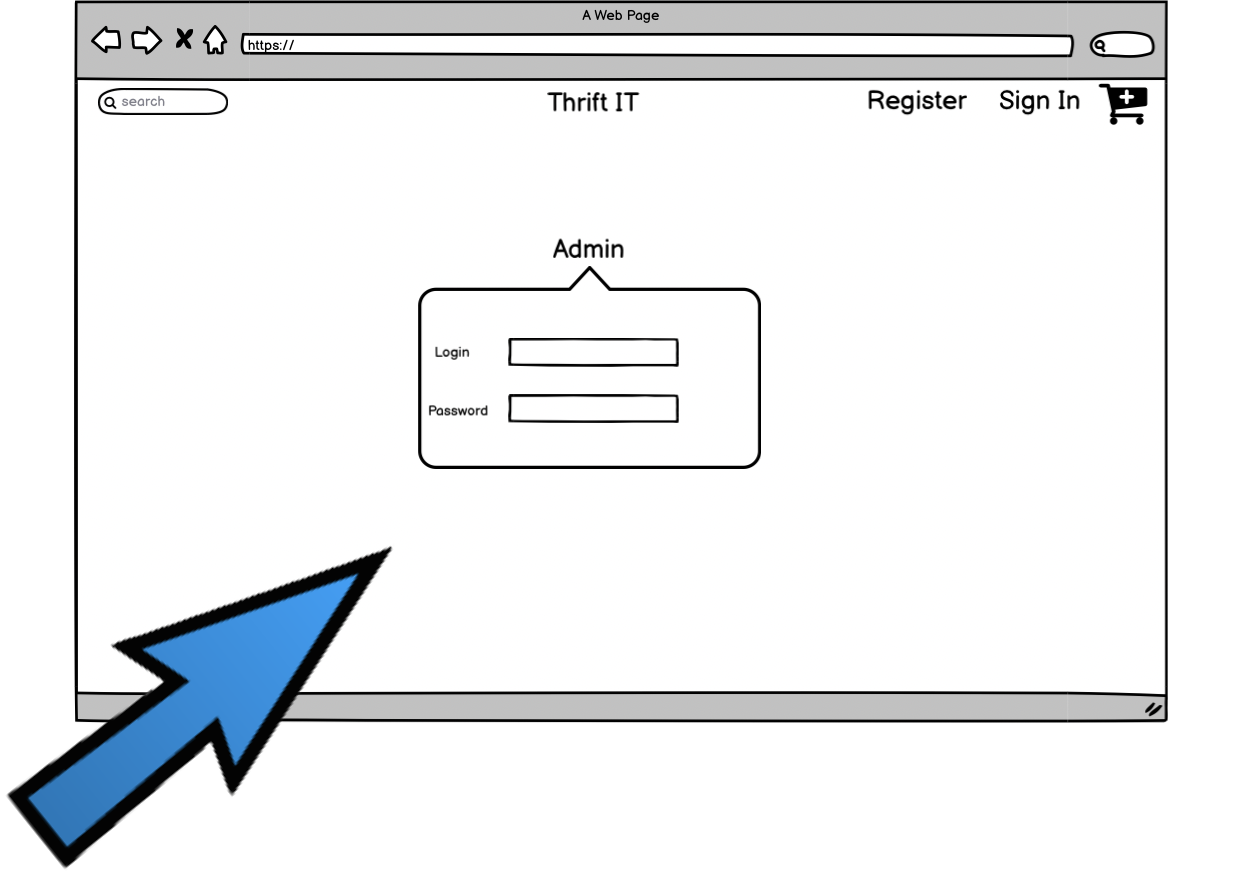 A Web Page
https://
search
Thrift IT
Register
Sign In
Admin
Login
Password